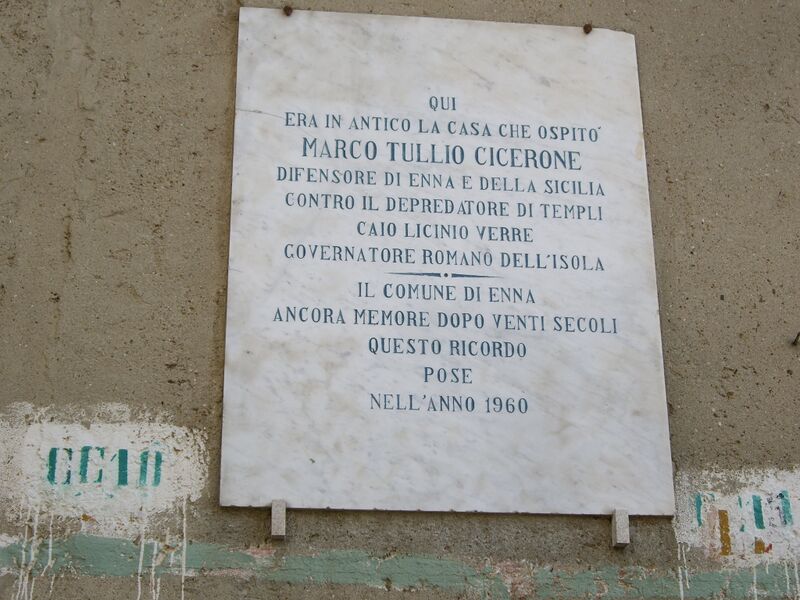 QUI
ERA IN ANTICO LA CASA CHE OSPITO'
MARCO TULLIO CICERONE
DIFENSORE DI ENNA E DELLA SICILIA
CONTRO IL DEPREDATORE DI TEMPLI
CAIO LICINIO VERRE
GOVERNATORE ROMANO DELL'ISOLA
IL COMUNE DI ENNA
ANCORA MEMORE DOPO VENTI SECOLI
QUESTO RICORDO
POSE
NELL'ANNO 1960